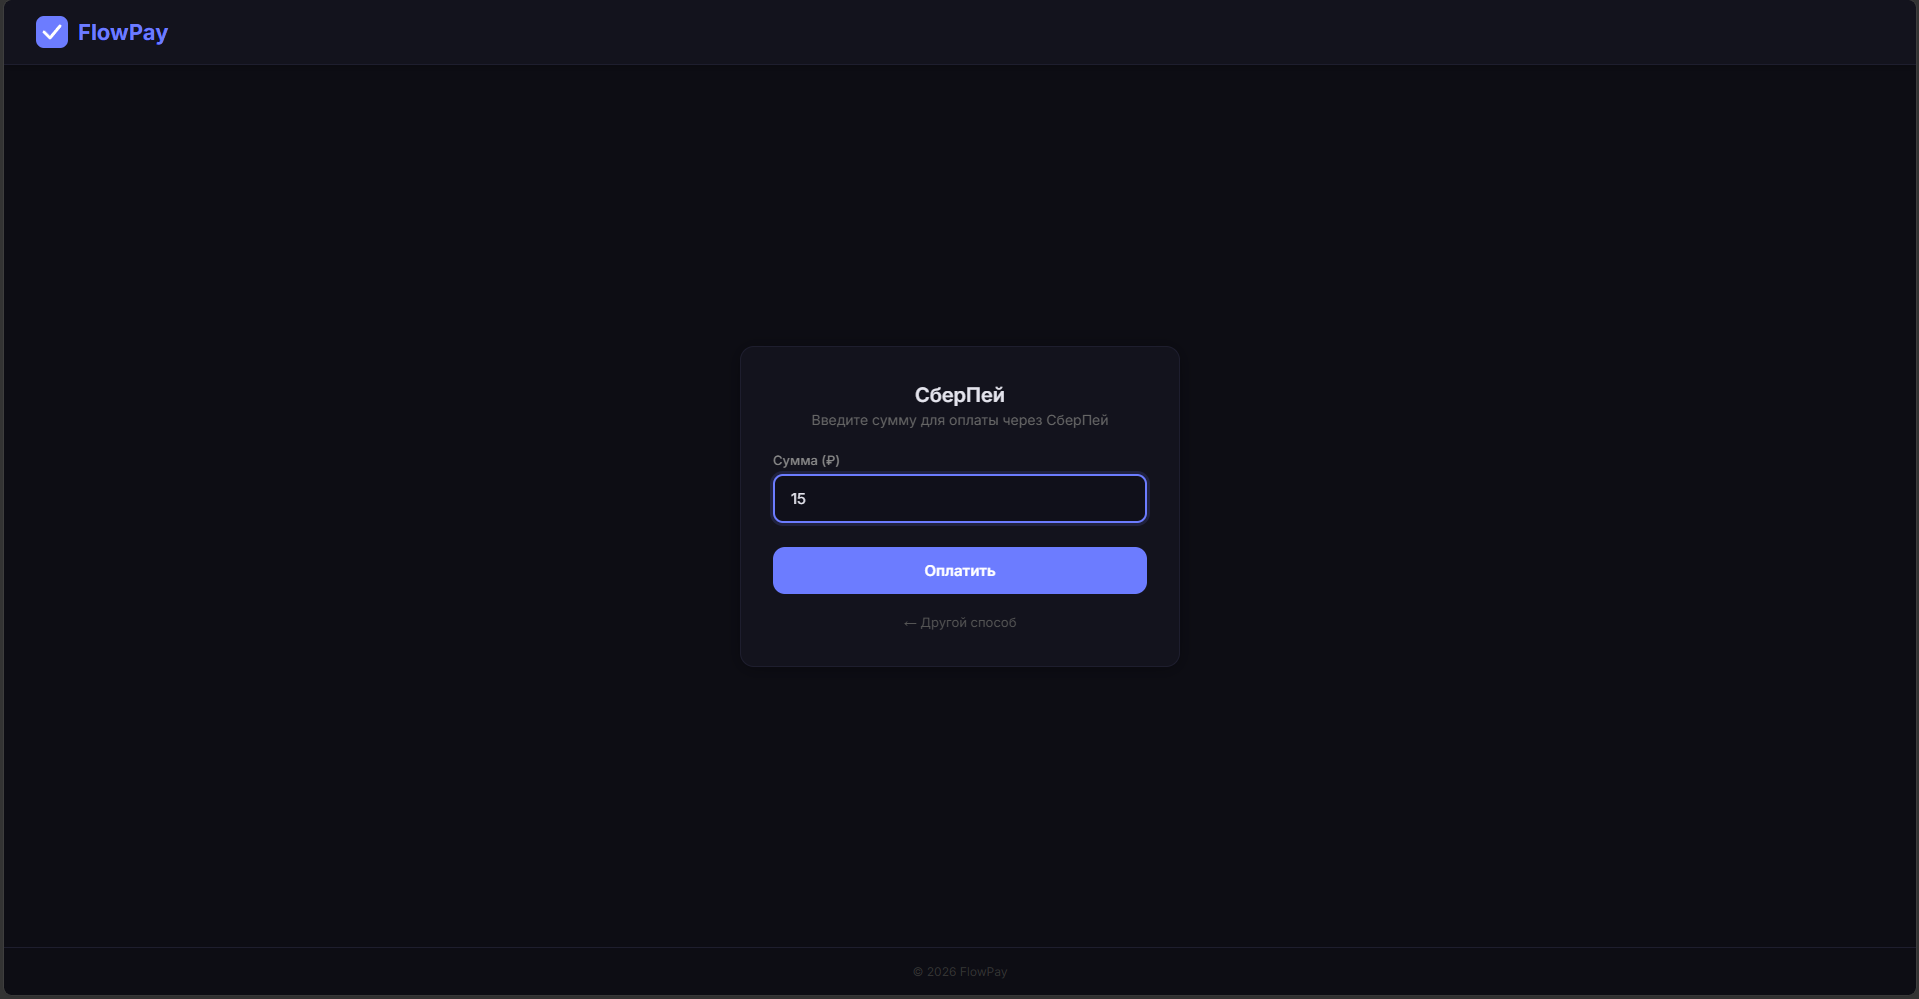 FlowPay
СберПей
Введите сумму для оплаты через СберПей
Сумма (₽)
15
Оплатить
← Другой способ
© 2026 FlowPay